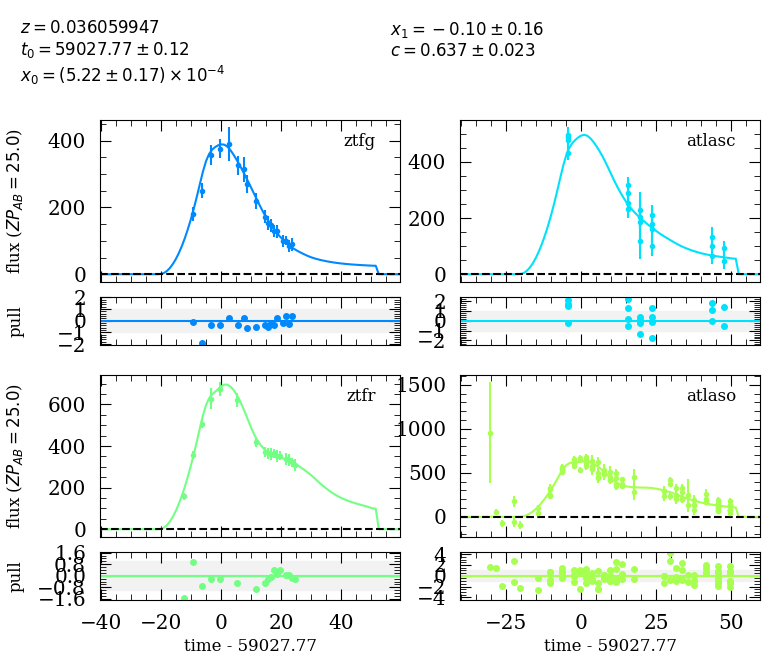 z = 0.036059947
t₀ = 59027.77 ± 0.12
x₀ = (5.22 ± 0.17) × 10⁻⁴
x₁ = −0.10 ± 0.16
c = 0.637 ± 0.023
flux (ZP_AB = 25.0)
400
200
0
ztfg
400
200
0
atlasc
pull
2
1
0
−1
−2
2
1
0
−1
−2
flux (ZP_AB = 25.0)
600
400
200
0
ztfr
1500
1000
500
0
atlaso
pull
1.6
0.8
0.0
−0.8
−1.6
4
2
0
−2
−4
−40 −20 0 20 40
−25 0 25 50
time - 59027.77
time - 59027.77